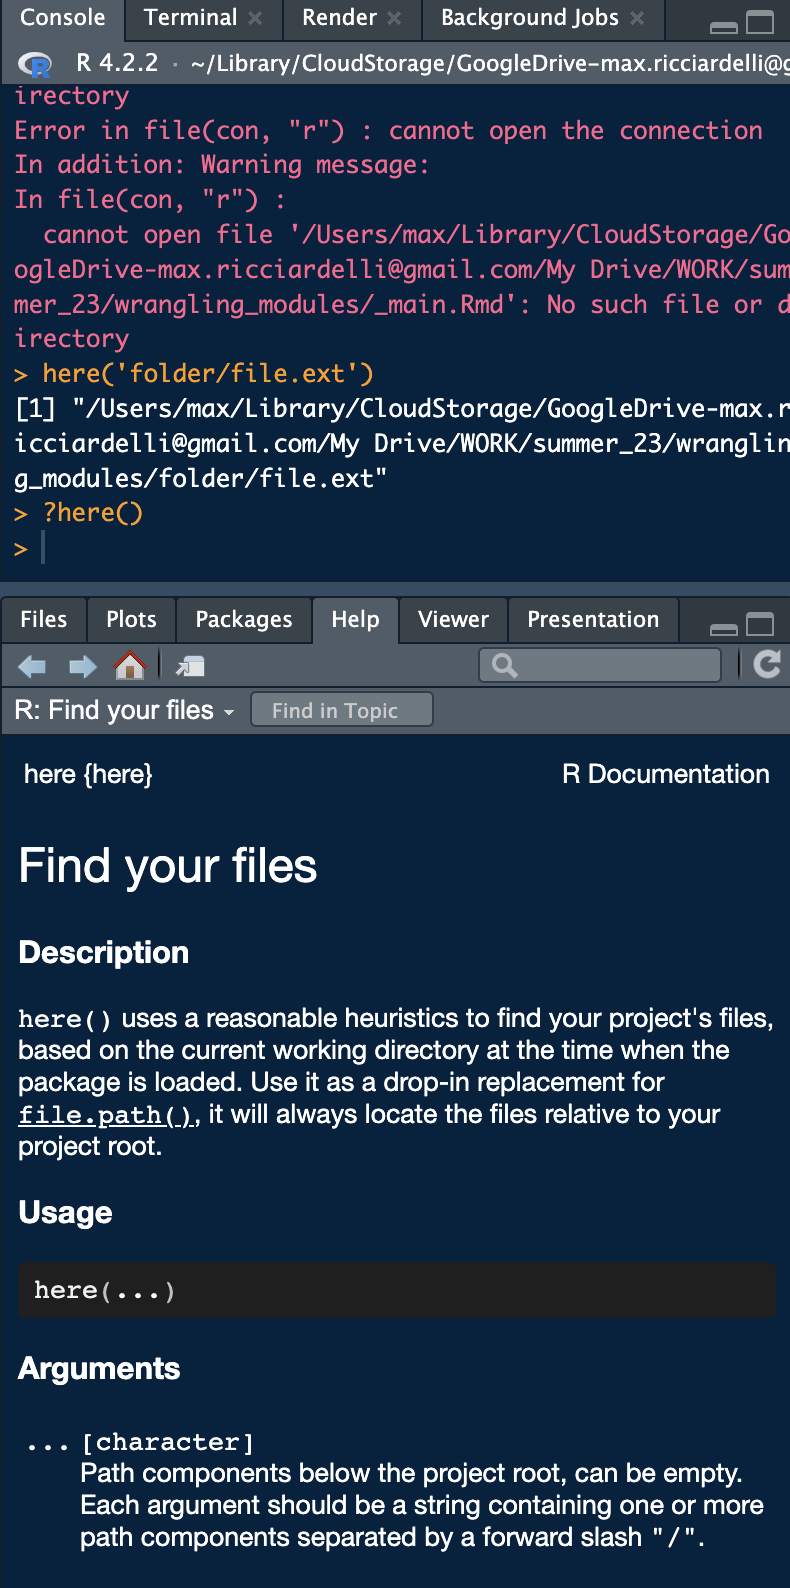 Console Terminal Render Background Jobs
R 4.2.2 · ~/Library/CloudStorage/GoogleDrive-max.ricciardelli@g
irectory
Error in file(con, "r") : cannot open the connection
In addition: Warning message:
In file(con, "r") :
  cannot open file '/Users/max/Library/CloudStorage/Go
ogleDrive-max.ricciardelli@gmail.com/My Drive/WORK/sum
mer_23/wrangling_modules/_main.Rmd': No such file or d
irectory
> here('folder/file.ext')
[1] "/Users/max/Library/CloudStorage/GoogleDrive-max.r
icciardelli@gmail.com/My Drive/WORK/summer_23/wranglin
g_modules/folder/file.ext"
> ?here()
>
Files Plots Packages Help Viewer Presentation
R: Find your files Find in Topic
here {here} R Documentation
Find your files
Description
here() uses a reasonable heuristics to find your project's files,
based on the current working directory at the time when the
package is loaded. Use it as a drop-in replacement for
file.path(), it will always locate the files relative to your
project root.
Usage
here(...)
Arguments
... [character]
Path components below the project root, can be empty.
Each argument should be a string containing one or more
path components separated by a forward slash "/".